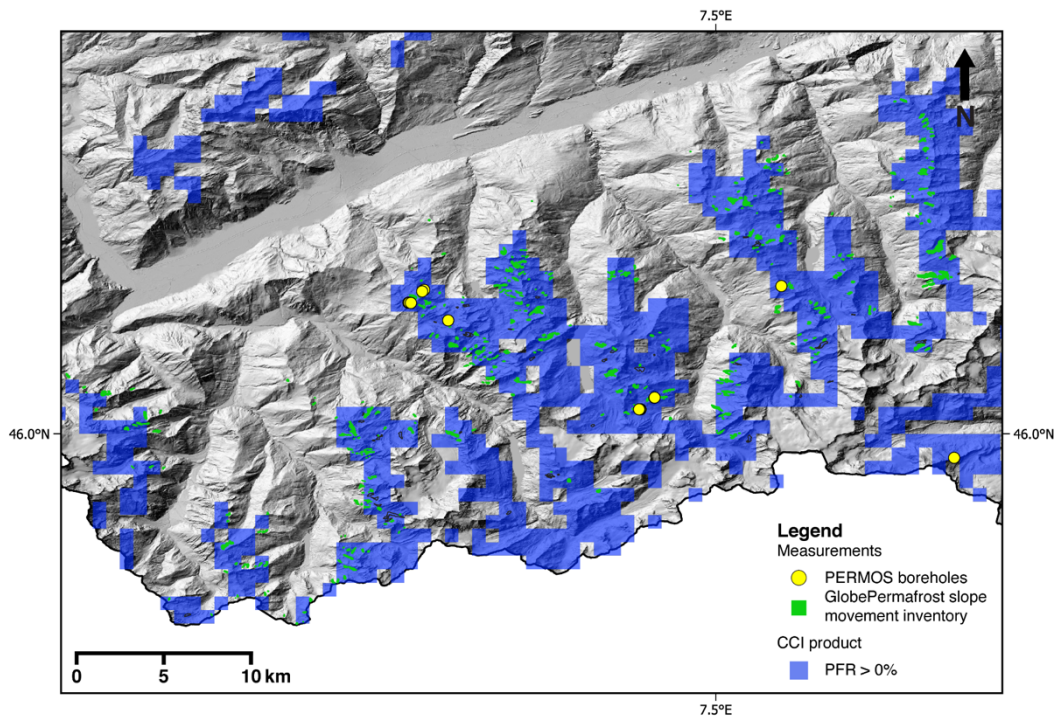 7.5°E
N
46.0°N
46.0°N
Legend
Measurements
PERMOS boreholes
GlobePermafrost slope
movement inventory
CCI product
PFR > 0%
0 5 10 km
7.5°E